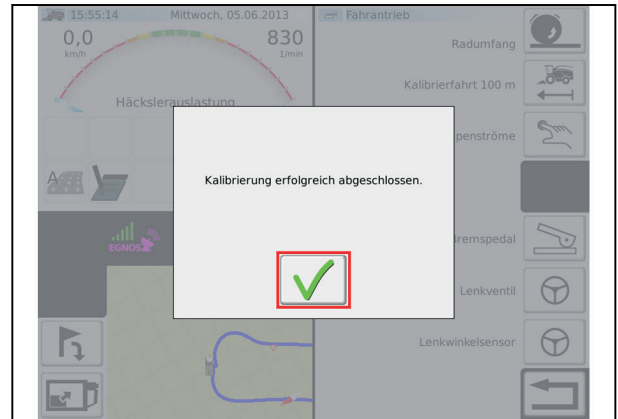 15:55:14
Mittwoch, 05.06.2013
Fahrantrieb
0,0
km/h
830
1/min
Häckslerauslastung
Radumfang
Kalibrierfahrt 100 m
penströme
A
Kalibrierung erfolgreich abgeschlossen.
EGNOS
Bremspedal
Lenkventil
Lenkwinkelsensor